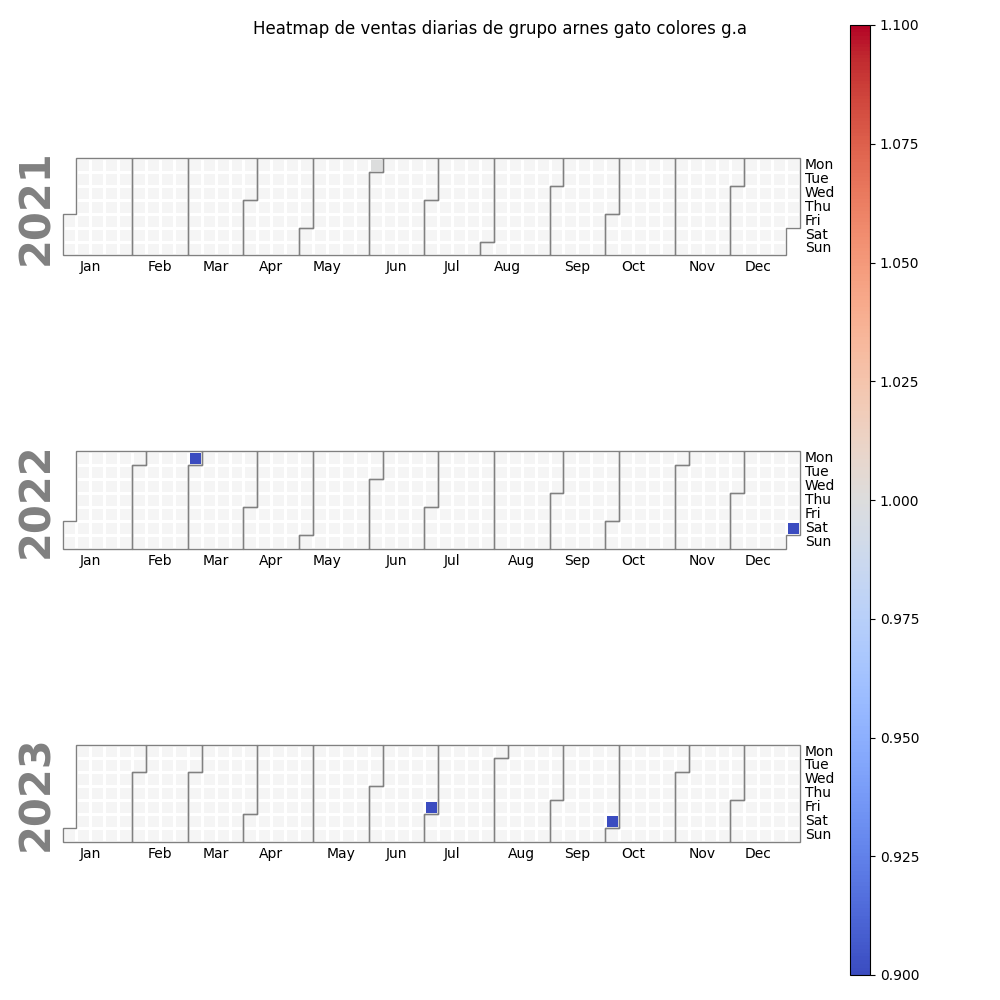 Heatmap de ventas diarias de grupo arnes gato colores g.a
2021
Mon
Tue
Wed
Thu
Fri
Sat
Sun
Jan Feb Mar Apr May Jun Jul Aug Sep Oct Nov Dec
2022
Mon
Tue
Wed
Thu
Fri
Sat
Sun
Jan Feb Mar Apr May Jun Jul Aug Sep Oct Nov Dec
2023
Mon
Tue
Wed
Thu
Fri
Sat
Sun
Jan Feb Mar Apr May Jun Jul Aug Sep Oct Nov Dec
1.100
1.075
1.050
1.025
1.000
0.975
0.950
0.925
0.900